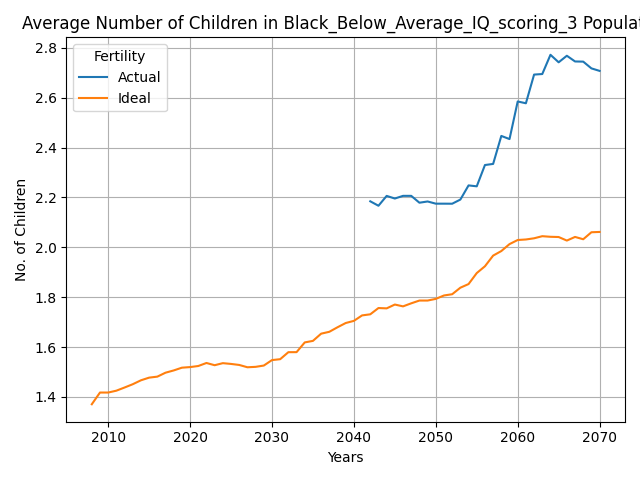 Average Number of Children in Black_Below_Average_IQ_scoring_3 Populat
Fertility
Actual
Ideal
2.8
2.6
2.4
2.2
2.0
1.8
1.6
1.4
No. of Children
2010 2020 2030 2040 2050 2060 2070
Years